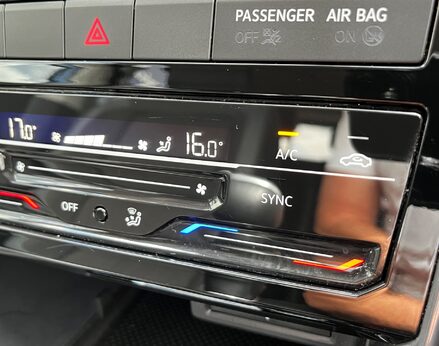 PASSENGER AIR BAG
OFF ON
17.0° 16.0°
A/C
SYNC
OFF